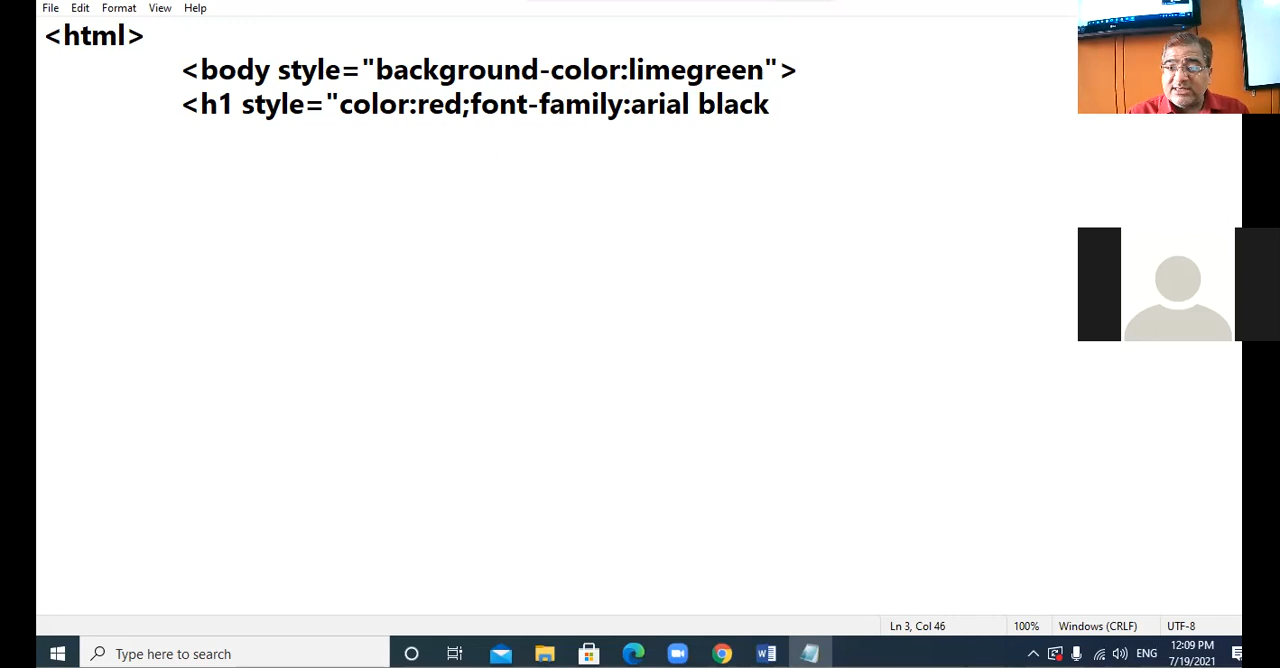 File Edit Format View Help
<html>
<body style="background-color:limegreen">
<h1 style="color:red;font-family:arial black
Ln 3, Col 46 100% Windows (CRLF) UTF-8
Type here to search
ENG
12:09 PM
7/19/2021